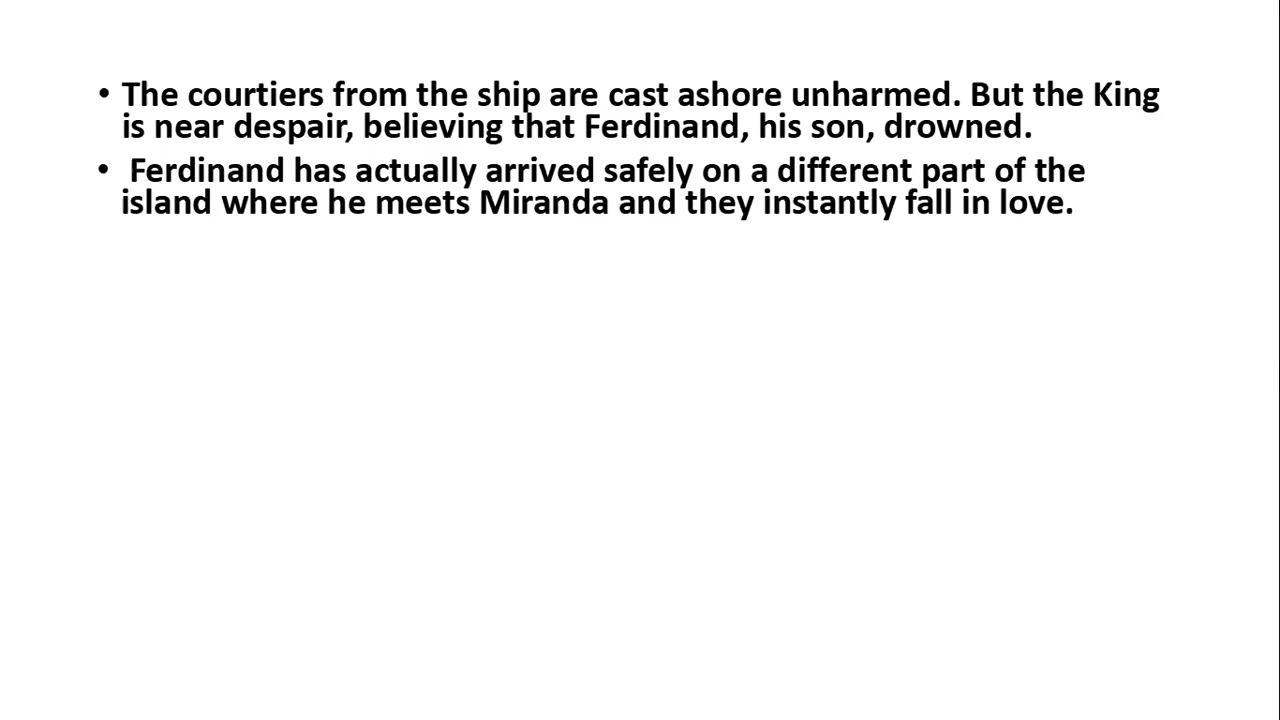 • The courtiers from the ship are cast ashore unharmed. But the King
is near despair, believing that Ferdinand, his son, drowned.
• Ferdinand has actually arrived safely on a different part of the
island where he meets Miranda and they instantly fall in love.